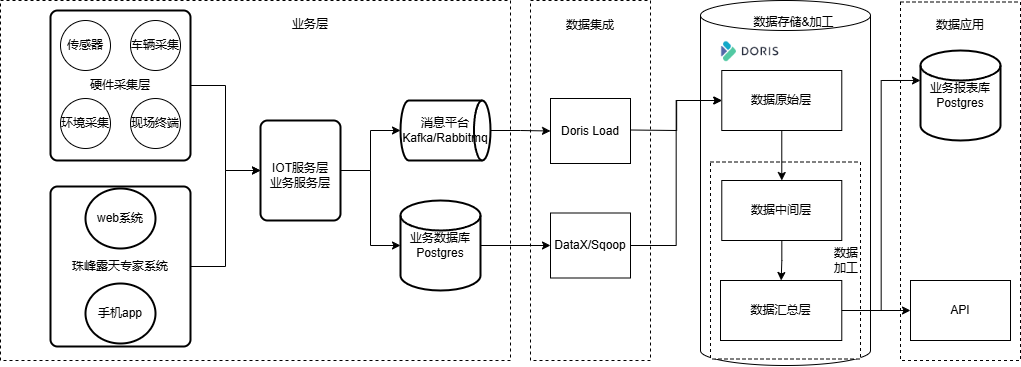 业务层
传感器
车辆采集
硬件采集层
环境采集
现场终端
web系统
珠峰露天专家系统
手机app
IOT服务层
业务服务层
消息平台
Kafka/Rabbitmq
业务数据库
Postgres
数据集成
Doris Load
DataX/Sqoop
数据存储&加工
DORIS
数据原始层
数据中间层
数据
加工
数据汇总层
数据应用
业务报表库
Postgres
API